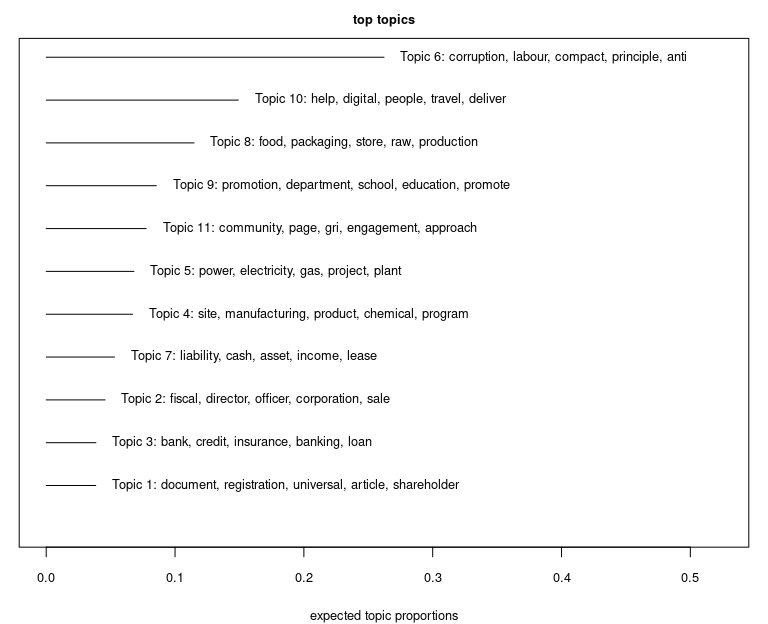 top topics
Topic 6: corruption, labour, compact, principle, anti
Topic 10: help, digital, people, travel, deliver
Topic 8: food, packaging, store, raw, production
Topic 9: promotion, department, school, education, promote
Topic 11: community, page, gri, engagement, approach
Topic 5: power, electricity, gas, project, plant
Topic 4: site, manufacturing, product, chemical, program
Topic 7: liability, cash, asset, income, lease
Topic 2: fiscal, director, officer, corporation, sale
Topic 3: bank, credit, insurance, banking, loan
Topic 1: document, registration, universal, article, shareholder
0.0 0.1 0.2 0.3 0.4 0.5
expected topic proportions